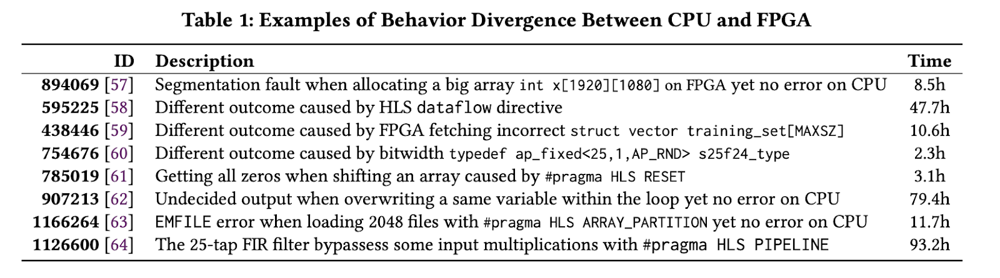 Table 1: Examples of Behavior Divergence Between CPU and FPGA
ID Description Time
894069 [57] Segmentation fault when allocating a big array int x[1920][1080] on FPGA yet no error on CPU 8.5h
595225 [58] Different outcome caused by HLS dataflow directive 47.7h
438446 [59] Different outcome caused by FPGA fetching incorrect struct vector training_set[MAXSZ] 10.6h
754676 [60] Different outcome caused by bitwidth typedef ap_fixed<25,1,AP_RND> s25f24_type 2.3h
785019 [61] Getting all zeros when shifting an array caused by #pragma HLS RESET 3.1h
907213 [62] Undecided output when overwriting a same variable within the loop yet no error on CPU 79.4h
1166264 [63] EMFILE error when loading 2048 files with #pragma HLS ARRAY_PARTITION yet no error on CPU 11.7h
1126600 [64] The 25-tap FIR filter bypassess some input multiplications with #pragma HLS PIPELINE 93.2h